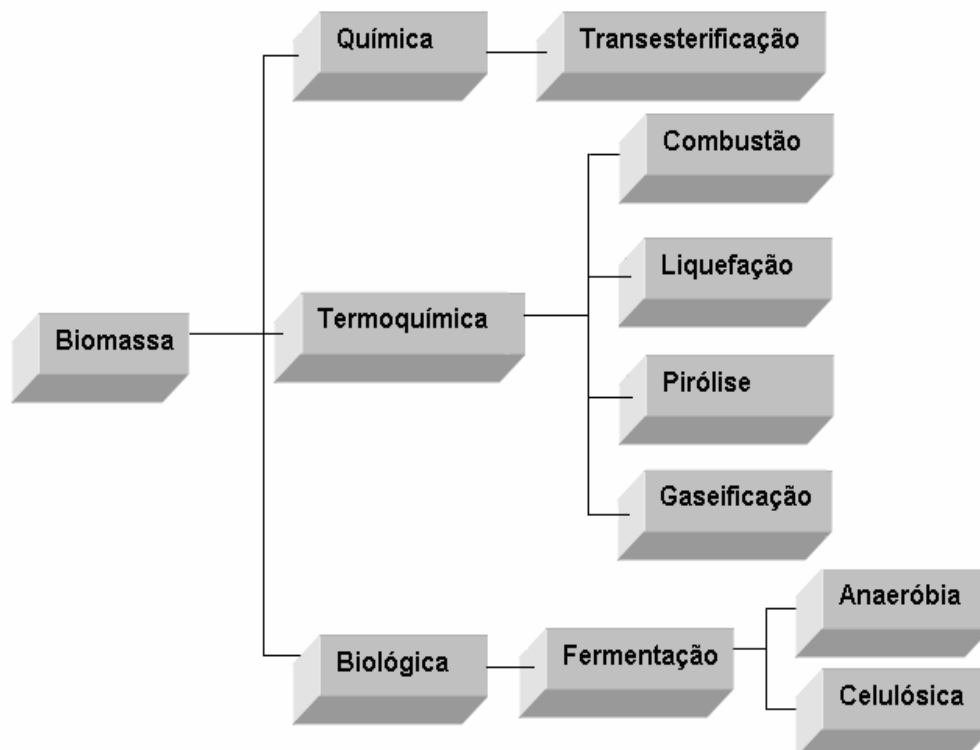 Química
Transesterificação
Combustão
Liquefação
Termoquímica
Biomassa
Pirólise
Gaseificação
Anaeróbia
Biológica
Fermentação
Celulósica